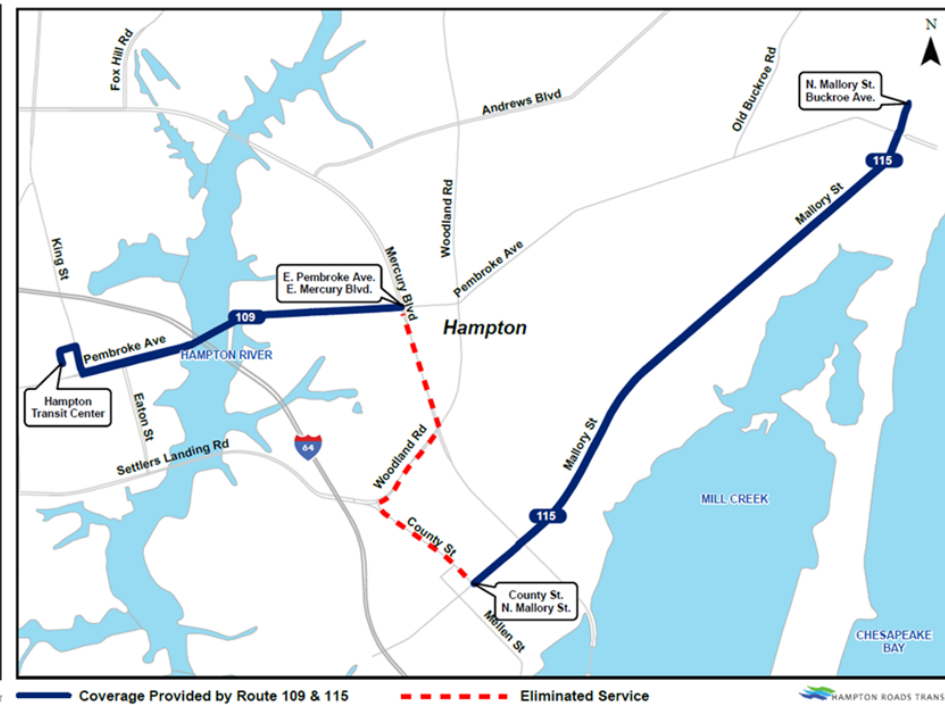 N
Fox Hill Rd
Andrews Blvd
Old Buckroe Rd
N. Mallory St.
Buckroe Ave.
115
Mallory St
Woodland Rd
King St
Mercury Blvd
Pembroke Ave
E. Pembroke Ave.
E. Mercury Blvd.
109
Hampton
Pembroke Ave
HAMPTON RIVER
Hampton
Transit Center
Eaton St
Settlers Landing Rd
64
Woodland Rd
Mallory St
County St
115
MILL CREEK
County St.
N. Mallory St.
Mellen St
CHESAPEAKE
BAY
Coverage Provided by Route 109 & 115
Eliminated Service
HAMPTON ROADS TRANS